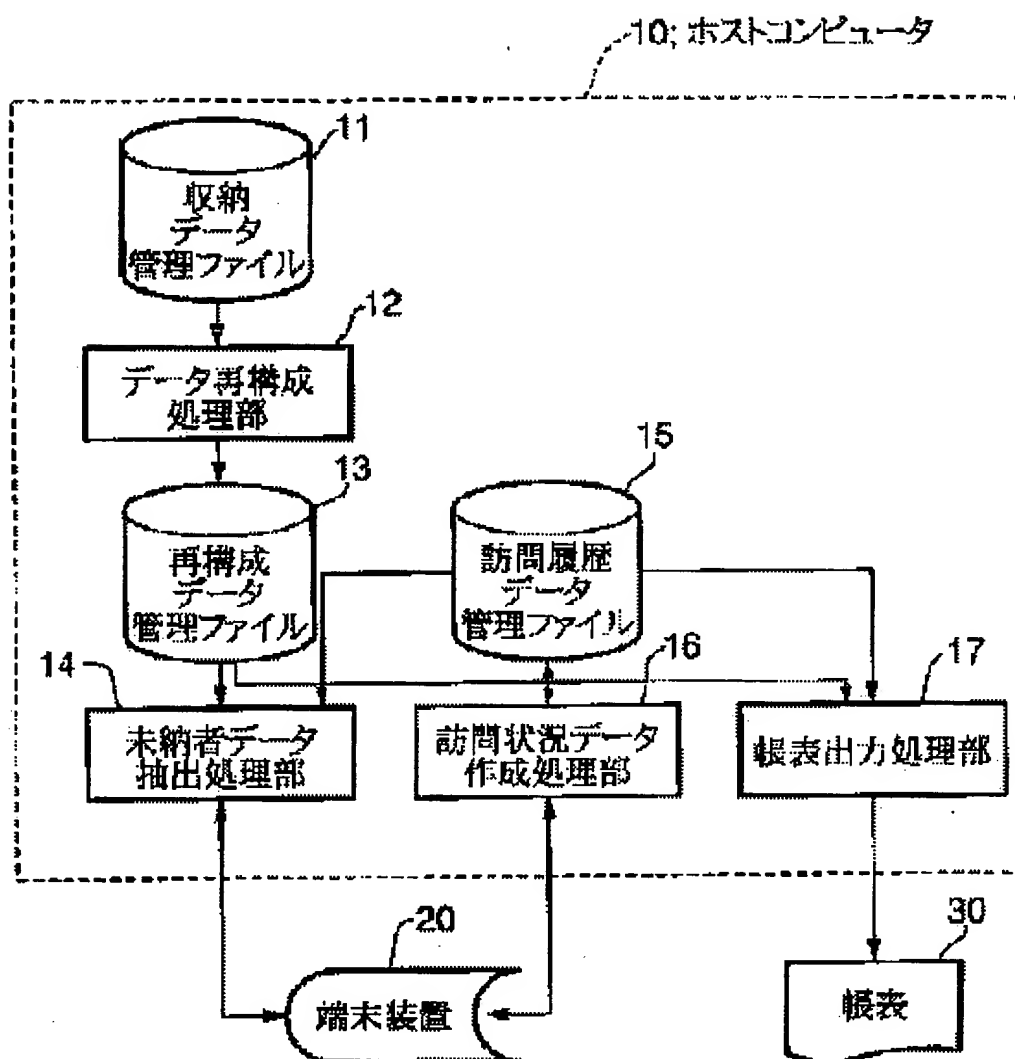 10; ホストコンピュータ
11
収納
データ
管理ファイル
12
データ再構成
処理部
13
再構成
データ
管理ファイル
15
訪問履歴
データ
管理ファイル
14
未納者データ
抽出処理部
16
訪問状況データ
作成処理部
17
帳表出力処理部
20
端末装置
30
帳表